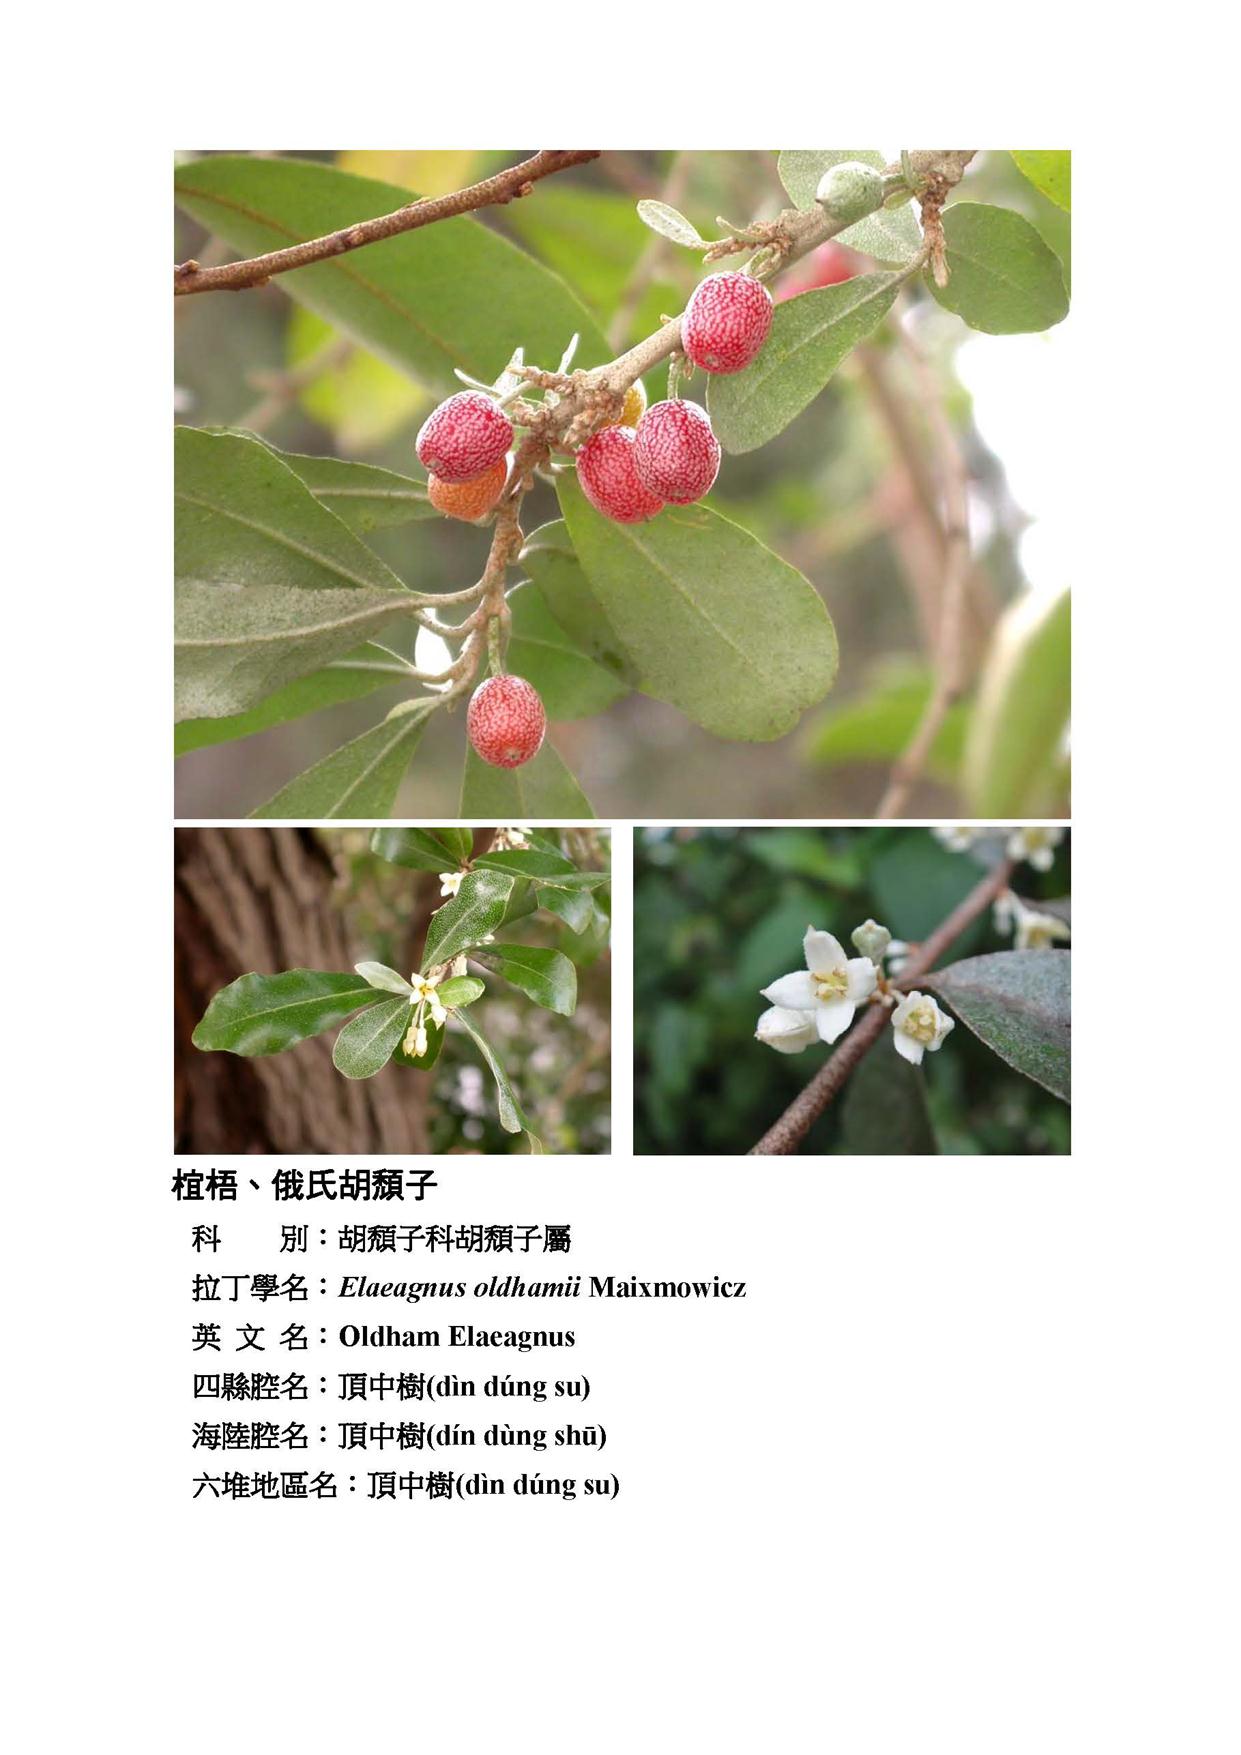 椬梧、俄氏胡頹子
科　　別：胡頹子科胡頹子屬
拉丁學名：Elaeagnus oldhamii Maixmowicz
英 文 名：Oldham Elaeagnus
四縣腔名：頂中樹(dìn dúng su)
海陸腔名：頂中樹(dín dùng shū)
六堆地區名：頂中樹(dìn dúng su)